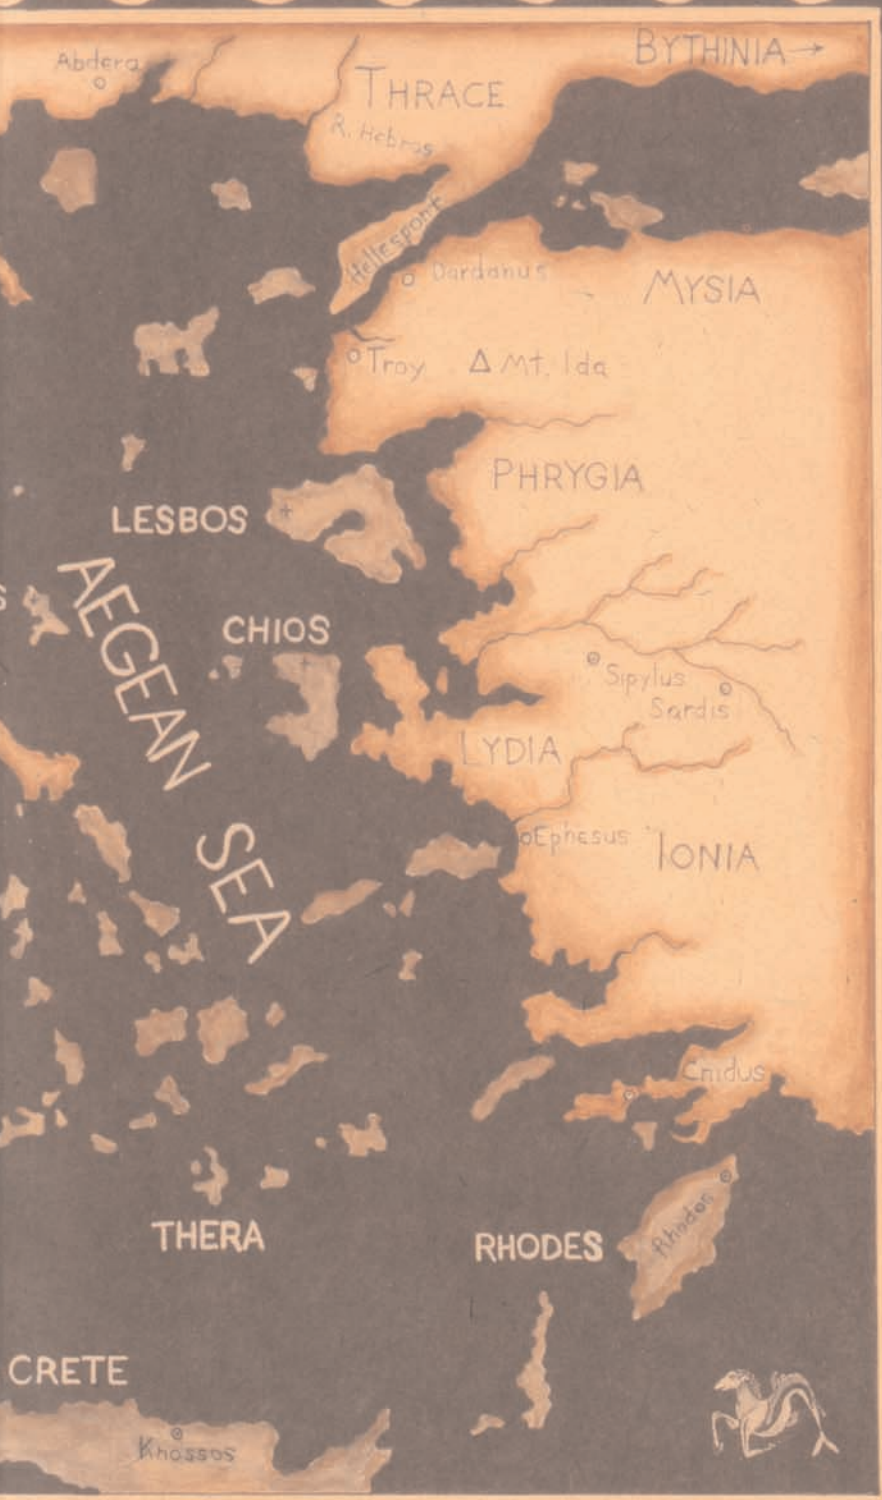 BYTHINIA
Abdera
THRACE
R. Hebros
Hellespont
Dardanus
MYSIA
Troy
Mt. Ida
PHRYGIA
LESBOS
AEGEAN SEA
S
CHIOS
Sipylus
Sardis
LYDIA
Ephesus
IONIA
Cnidus
Rhodos
THERA
RHODES
CRETE
Knossos